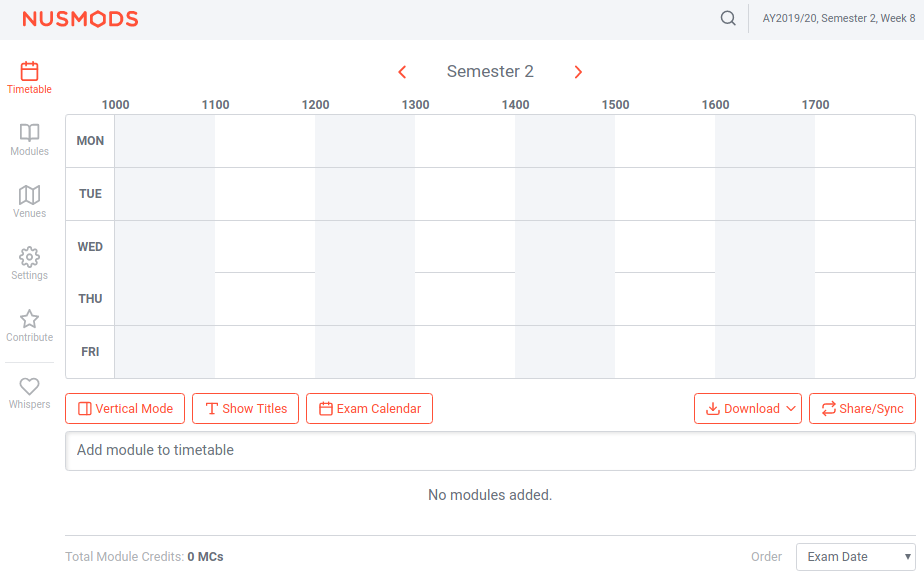 NUSMODS
AY2019/20, Semester 2, Week 8
Timetable
Modules
Venues
Settings
Contribute
Whispers
Semester 2
1000 1100 1200 1300 1400 1500 1600 1700
MON
TUE
WED
THU
FRI
Vertical Mode Show Titles Exam Calendar Download Share/Sync
Add module to timetable
No modules added.
Total Module Credits: 0 MCs Order Exam Date